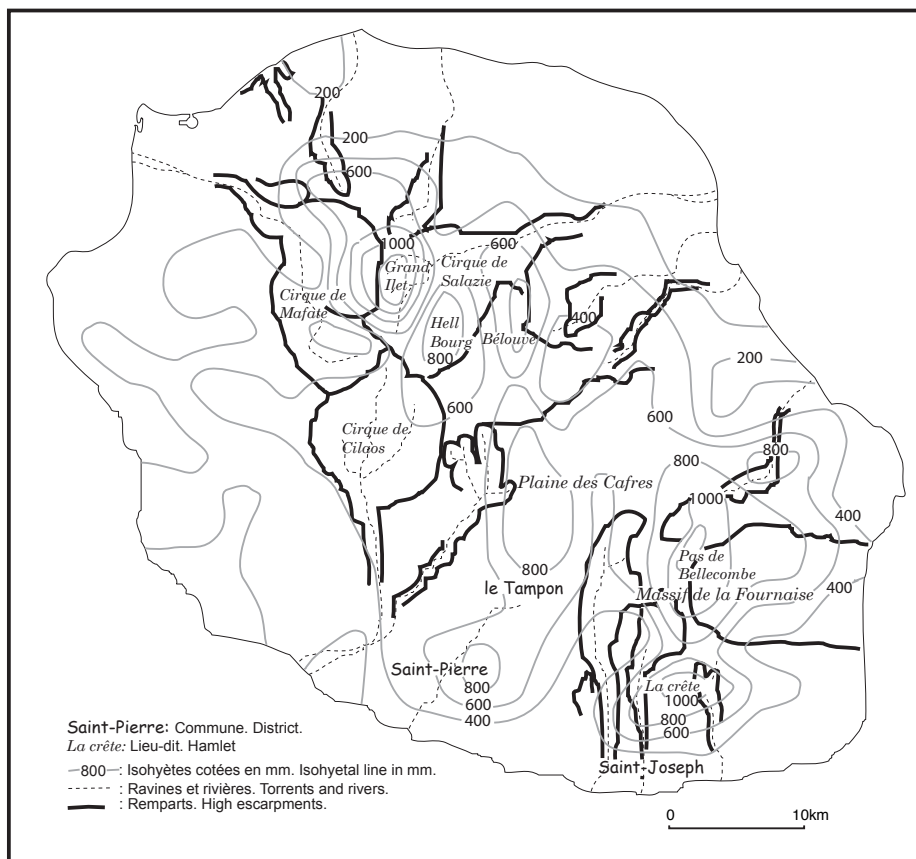 200
200
600
1000
600
Grand
Ilet
Cirque de
Salazie
Cirque de
Mafate
Hell
Bourg
800
Bélouve
400
200
600
600
Cirque de
Cilaos
800
800
Plaine des Cafres
1000
400
Pas de
Bellecombe
800
400
le Tampon
Massif de la Fournaise
Saint-Pierre
800
600
400
La crête
1000
800
600
Saint-Joseph
Saint-Pierre: Commune. District.
La crête: Lieu-dit. Hamlet
800 : Isohyètes cotées en mm. Isohyetal line in mm.
: Ravines et rivières. Torrents and rivers.
: Remparts. High escarpments.
0 10km